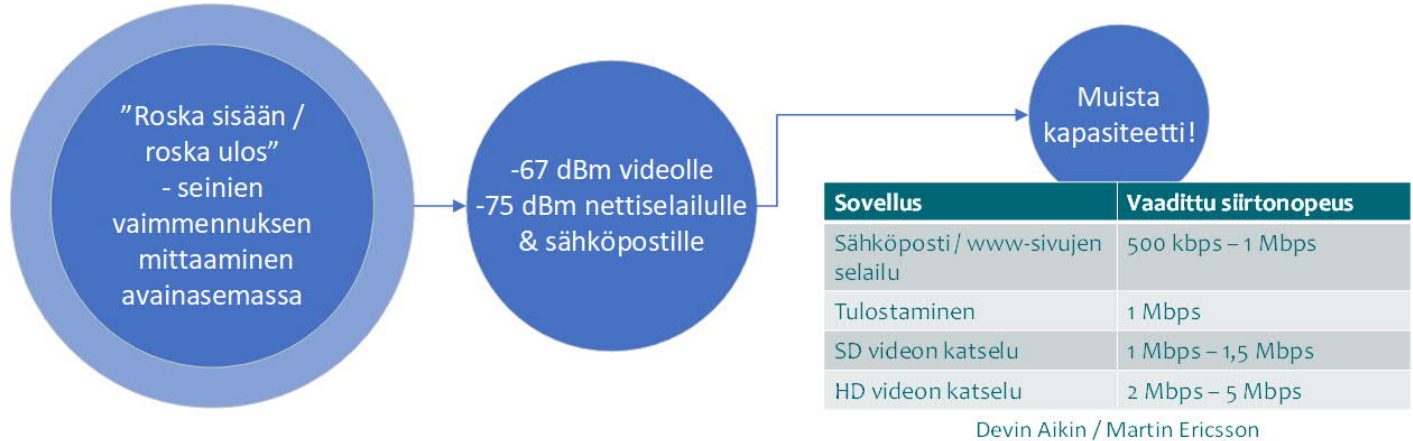 ”Roska sisään /
roska ulos”
- seinien
vaimmennuksen
mittaaminen
avainasemassa
-67 dBm videolle
-75 dBm nettiselailulle
& sähköpostille
Muista
kapasiteetti!
Sovellus Vaadittu siirtonopeus
Sähköposti / www-sivujen 500 kbps – 1 Mbps
selailu
Tulostaminen 1 Mbps
SD videon katselu 1 Mbps – 1,5 Mbps
HD videon katselu 2 Mbps – 5 Mbps
Devin Aikin / Martin Ericsson